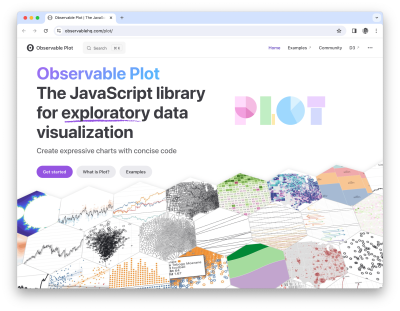 Observable Plot | The JavaScri
observablehq.com/plot/
Observable Plot
Search
Home
Examples
Community
D3
Observable Plot
The JavaScript library
for exploratory data
visualization
PLOT
Create expressive charts with concise code
Get started
What is Plot?
Examples